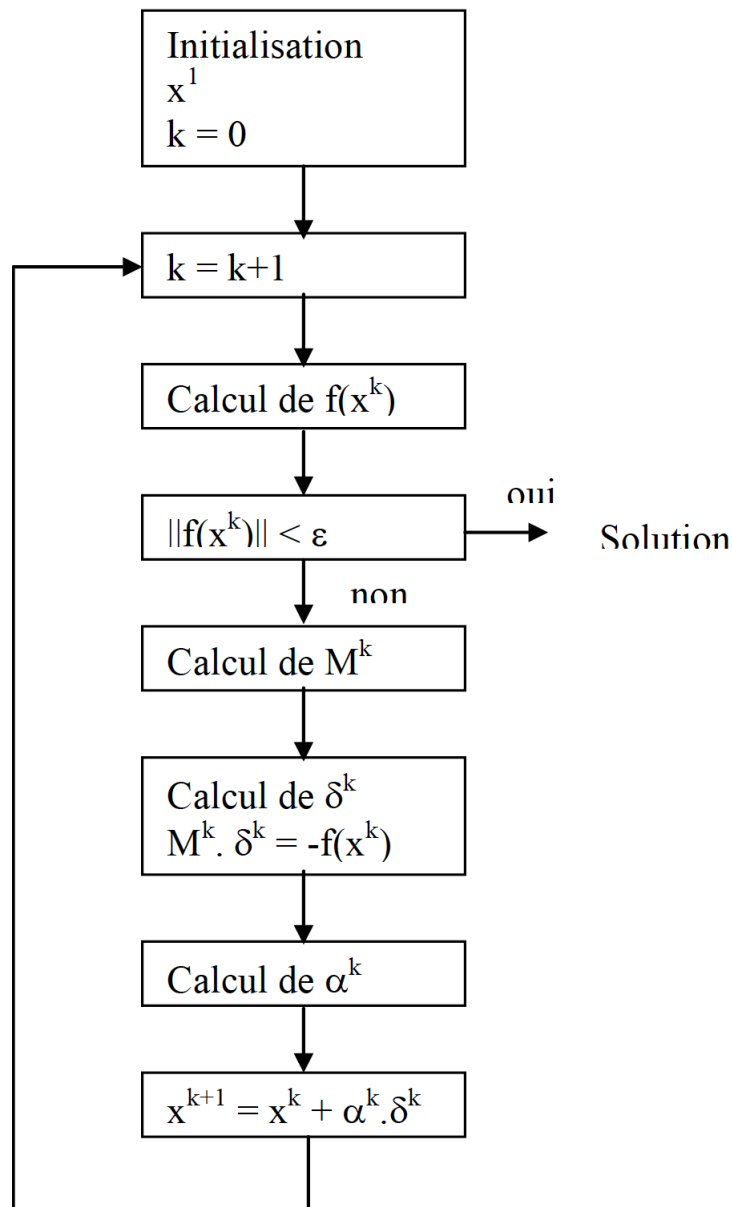 Initialisation
x¹
k = 0
k = k+1
Calcul de f(xᵏ)
||f(xᵏ)|| < ε
oui
Solution
non
Calcul de Mᵏ
Calcul de δᵏ
Mᵏ. δᵏ = -f(xᵏ)
Calcul de αᵏ
xᵏ⁺¹ = xᵏ + αᵏ.δᵏ